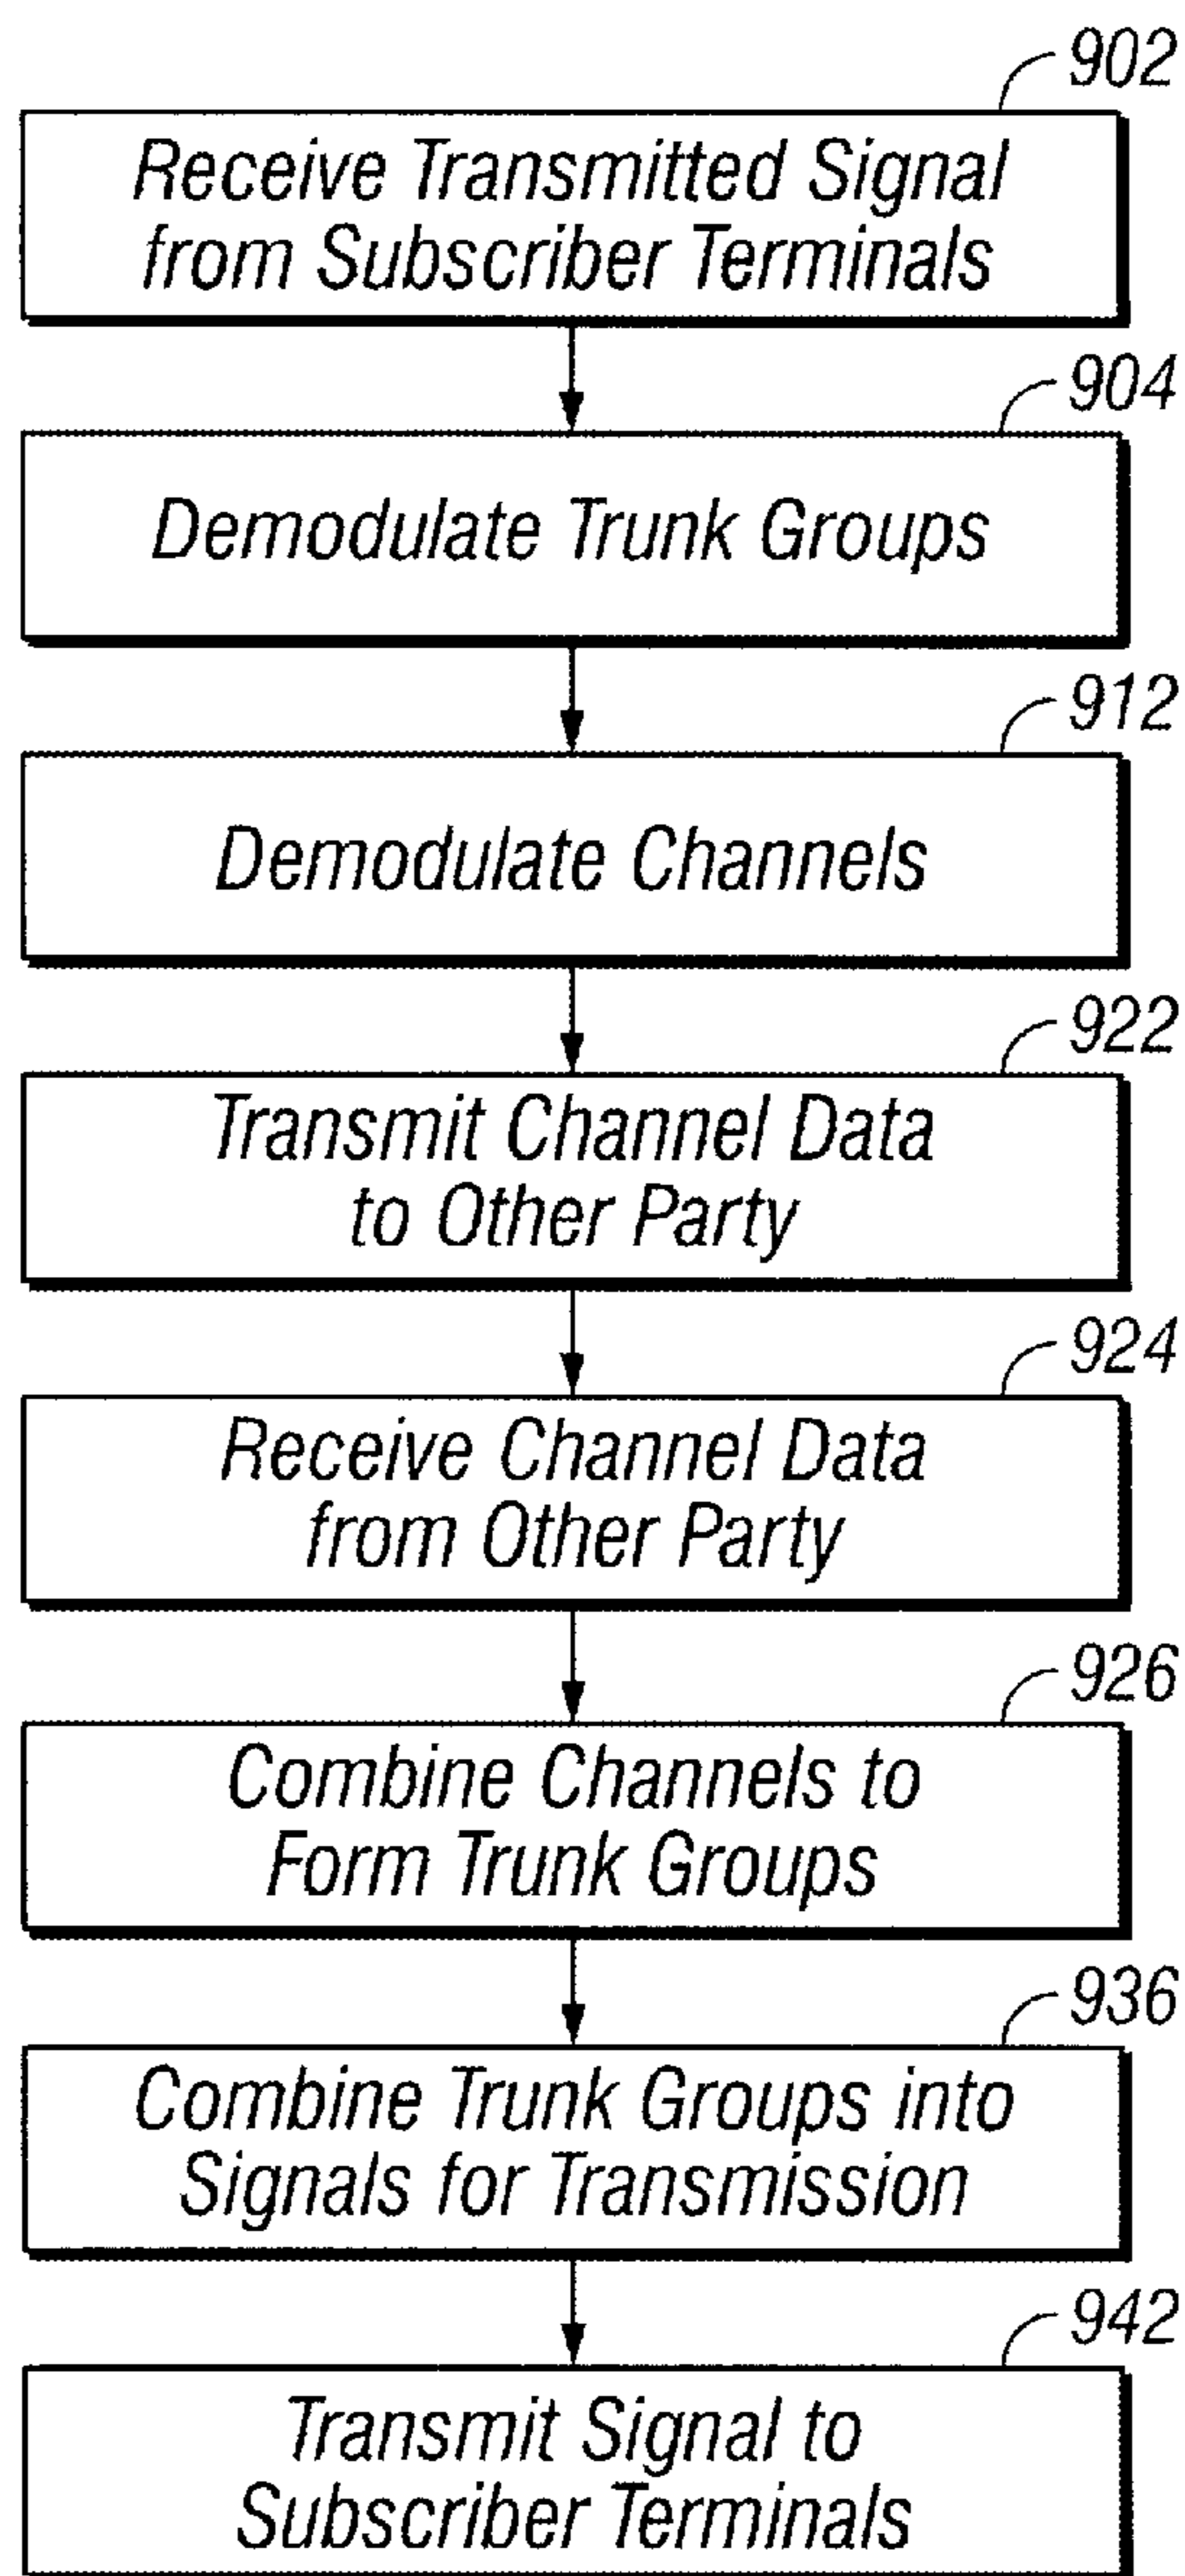 902
Receive Transmitted Signal
from Subscriber Terminals
904
Demodulate Trunk Groups
912
Demodulate Channels
922
Transmit Channel Data
to Other Party
924
Receive Channel Data
from Other Party
926
Combine Channels to
Form Trunk Groups
936
Combine Trunk Groups into
Signals for Transmission
942
Transmit Signal to
Subscriber Terminals